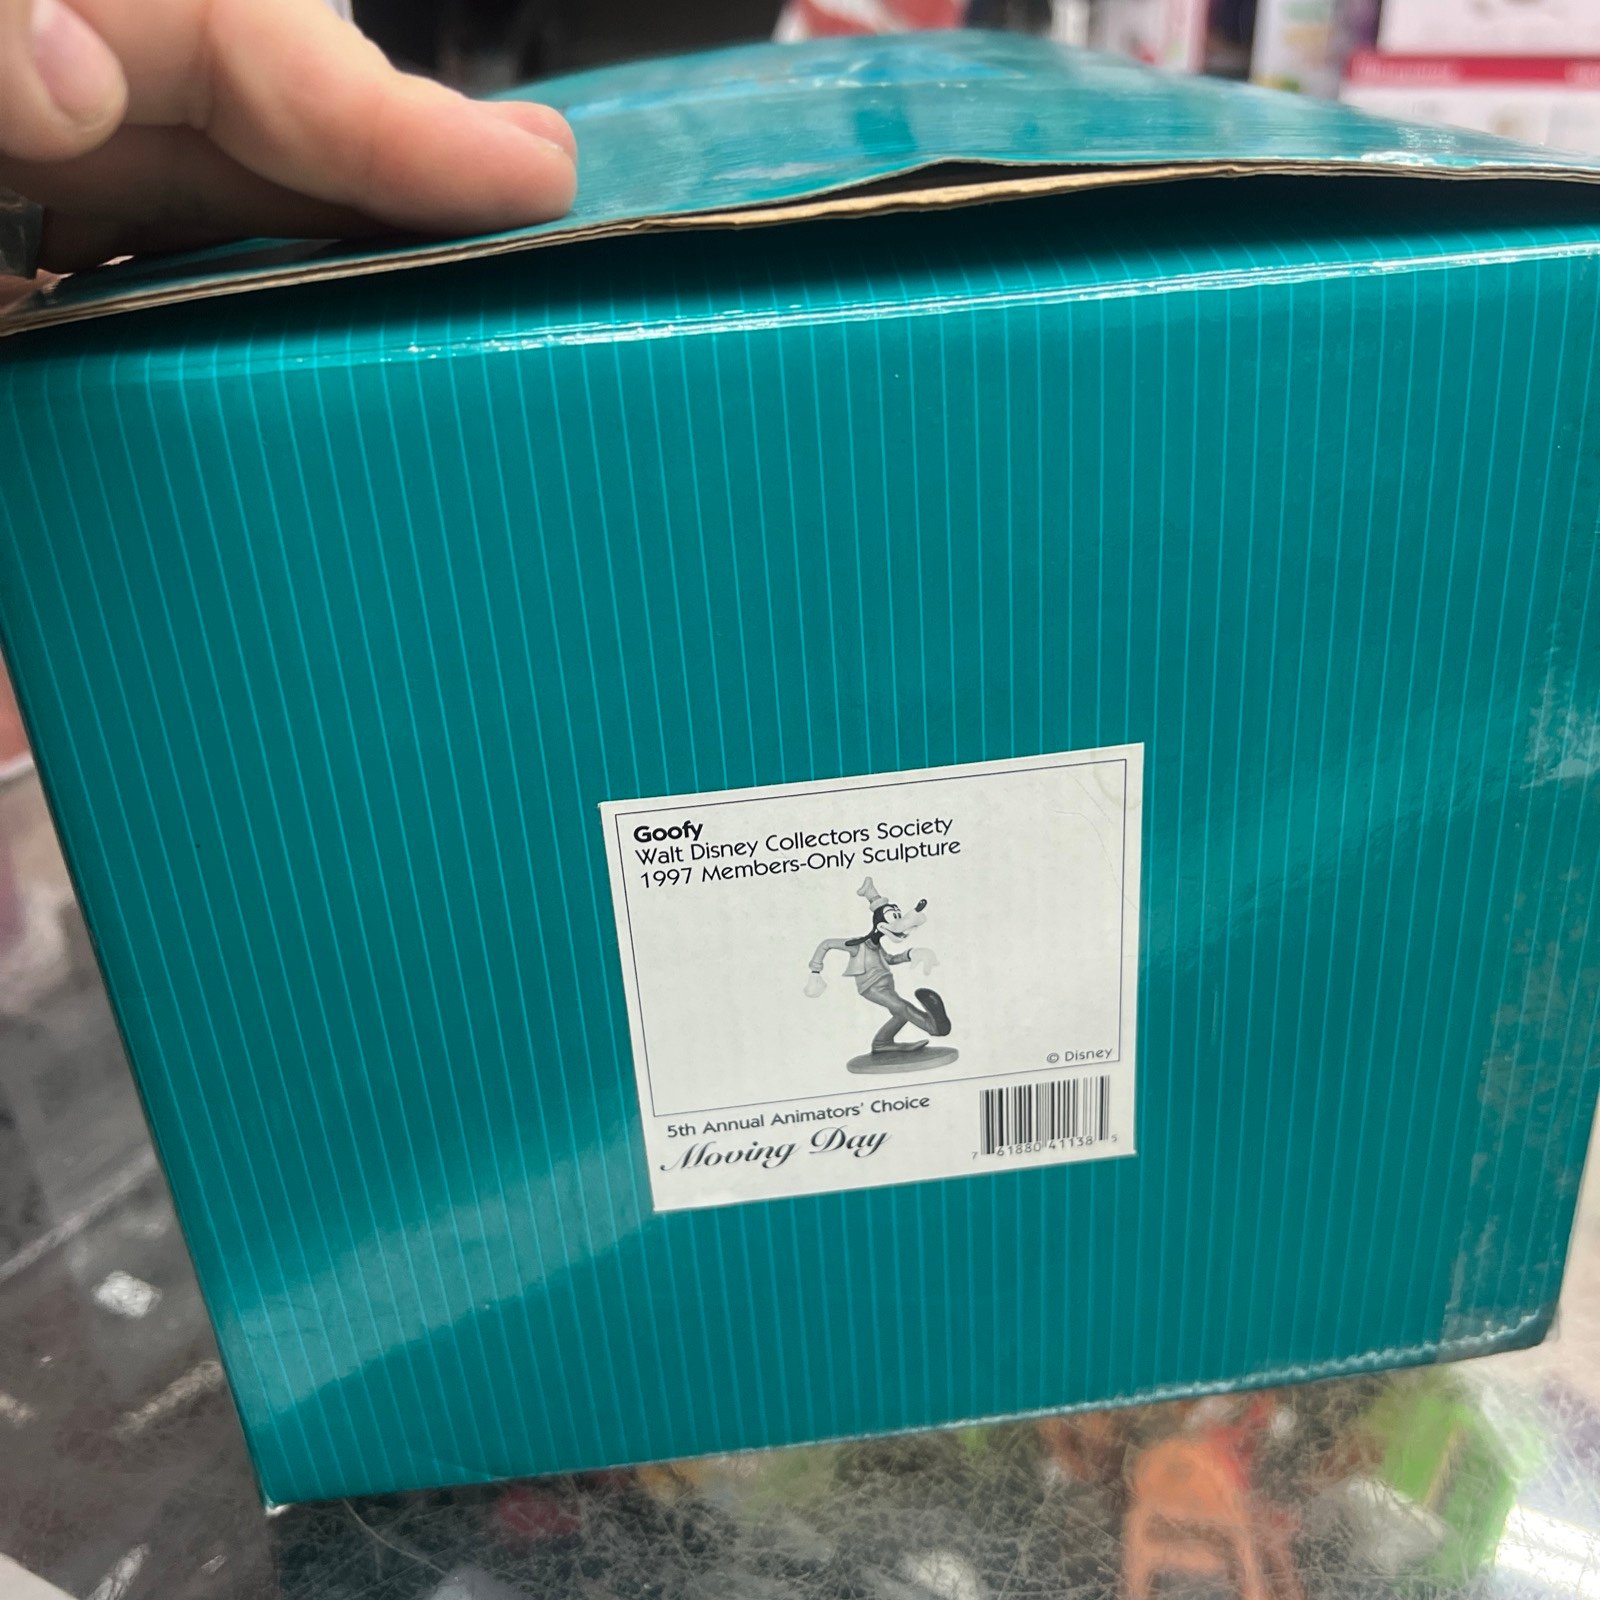 Goofy
Walt Disney Collectors Society
1997 Members-Only Sculpture
© Disney
5th Annual Animators' Choice
Moving Day
7 61880 41138 5